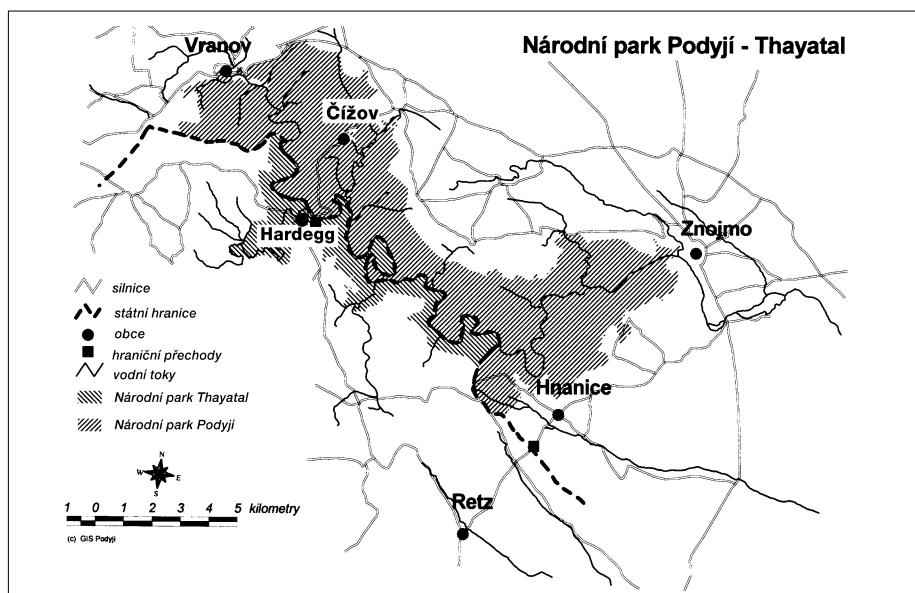 Národní park Podyjí - Thayatal
Vranov
Čížov
Hardegg
Znojmo
Hnanice
Retz
silnice
státní hranice
obce
hraniční přechody
vodní toky
Národní park Thayatal
Národní park Podyjí
N
W E
S
1 0 1 2 3 4 5 kilometry
(c) GIS Podyjí